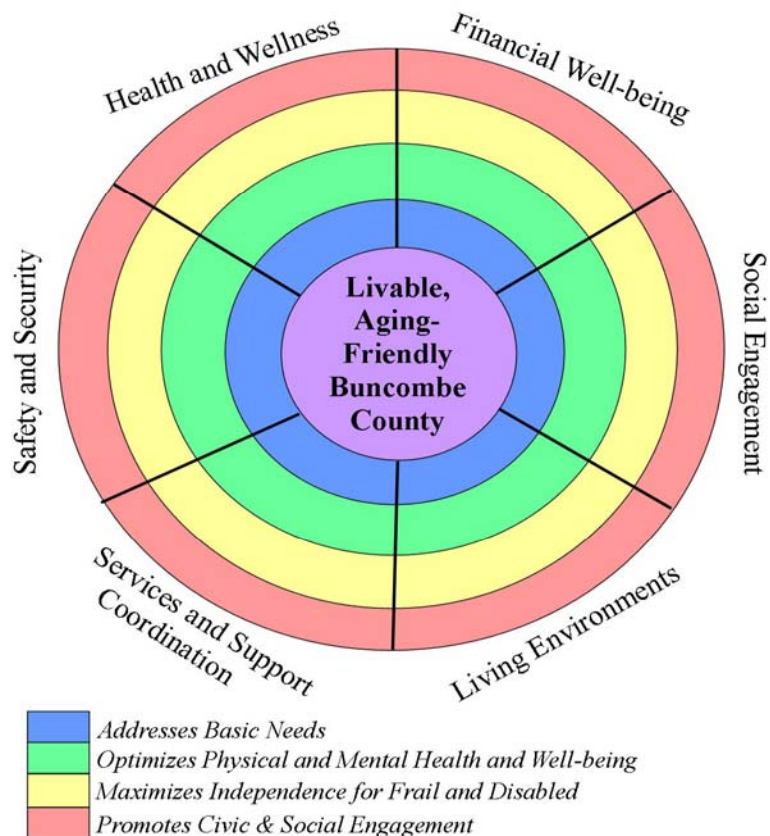 Health and Wellness
Financial Well-being
Safety and Security
Livable,
Aging-
Friendly
Buncombe
County
Social Engagement
Services and Support
Coordination
Living Environments
Addresses Basic Needs
Optimizes Physical and Mental Health and Well-being
Maximizes Independence for Frail and Disabled
Promotes Civic & Social Engagement